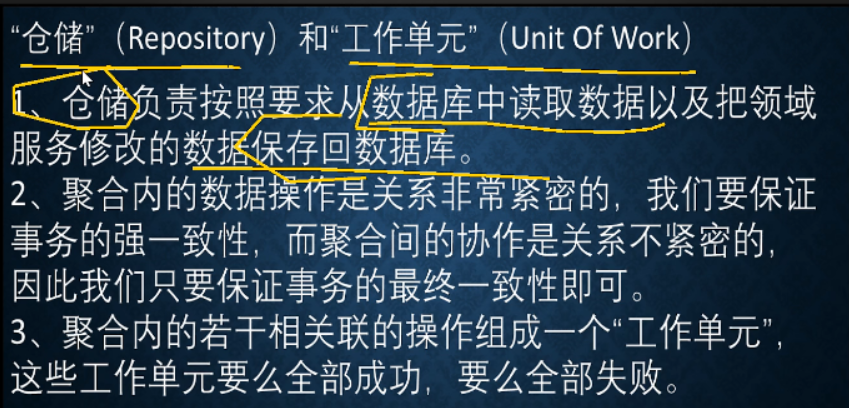 “仓储”（Repository）和“工作单元”（Unit Of Work）
1、仓储负责按照要求从数据库中读取数据以及把领域
服务修改的数据保存回数据库。
2、聚合内的数据操作是关系非常紧密的，我们要保证
事务的强一致性，而聚合间的协作是关系不紧密的，
因此我们只要保证事务的最终一致性即可。
3、聚合内的若干相关联的操作组成一个“工作单元”，
这些工作单元要么全部成功，要么全部失败。